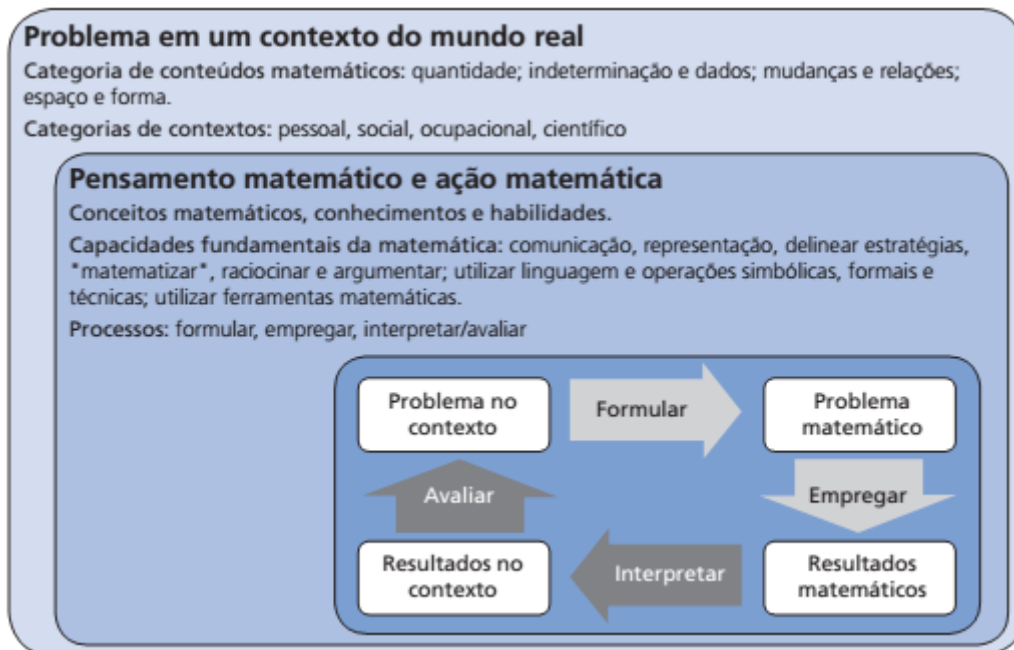 Problema em um contexto do mundo real
Categoria de conteúdos matemáticos: quantidade; indeterminação e dados; mudanças e relações;
espaço e forma.
Categorias de contextos: pessoal, social, ocupacional, científico
Pensamento matemático e ação matemática
Conceitos matemáticos, conhecimentos e habilidades.
Capacidades fundamentais da matemática: comunicação, representação, delinear estratégias,
"matematizar", raciocinar e argumentar; utilizar linguagem e operações simbólicas, formais e
técnicas; utilizar ferramentas matemáticas.
Processos: formular, empregar, interpretar/avaliar
Problema no
contexto
Formular
Problema
matemático
Avaliar
Empregar
Resultados no
contexto
Interpretar
Resultados
matemáticos